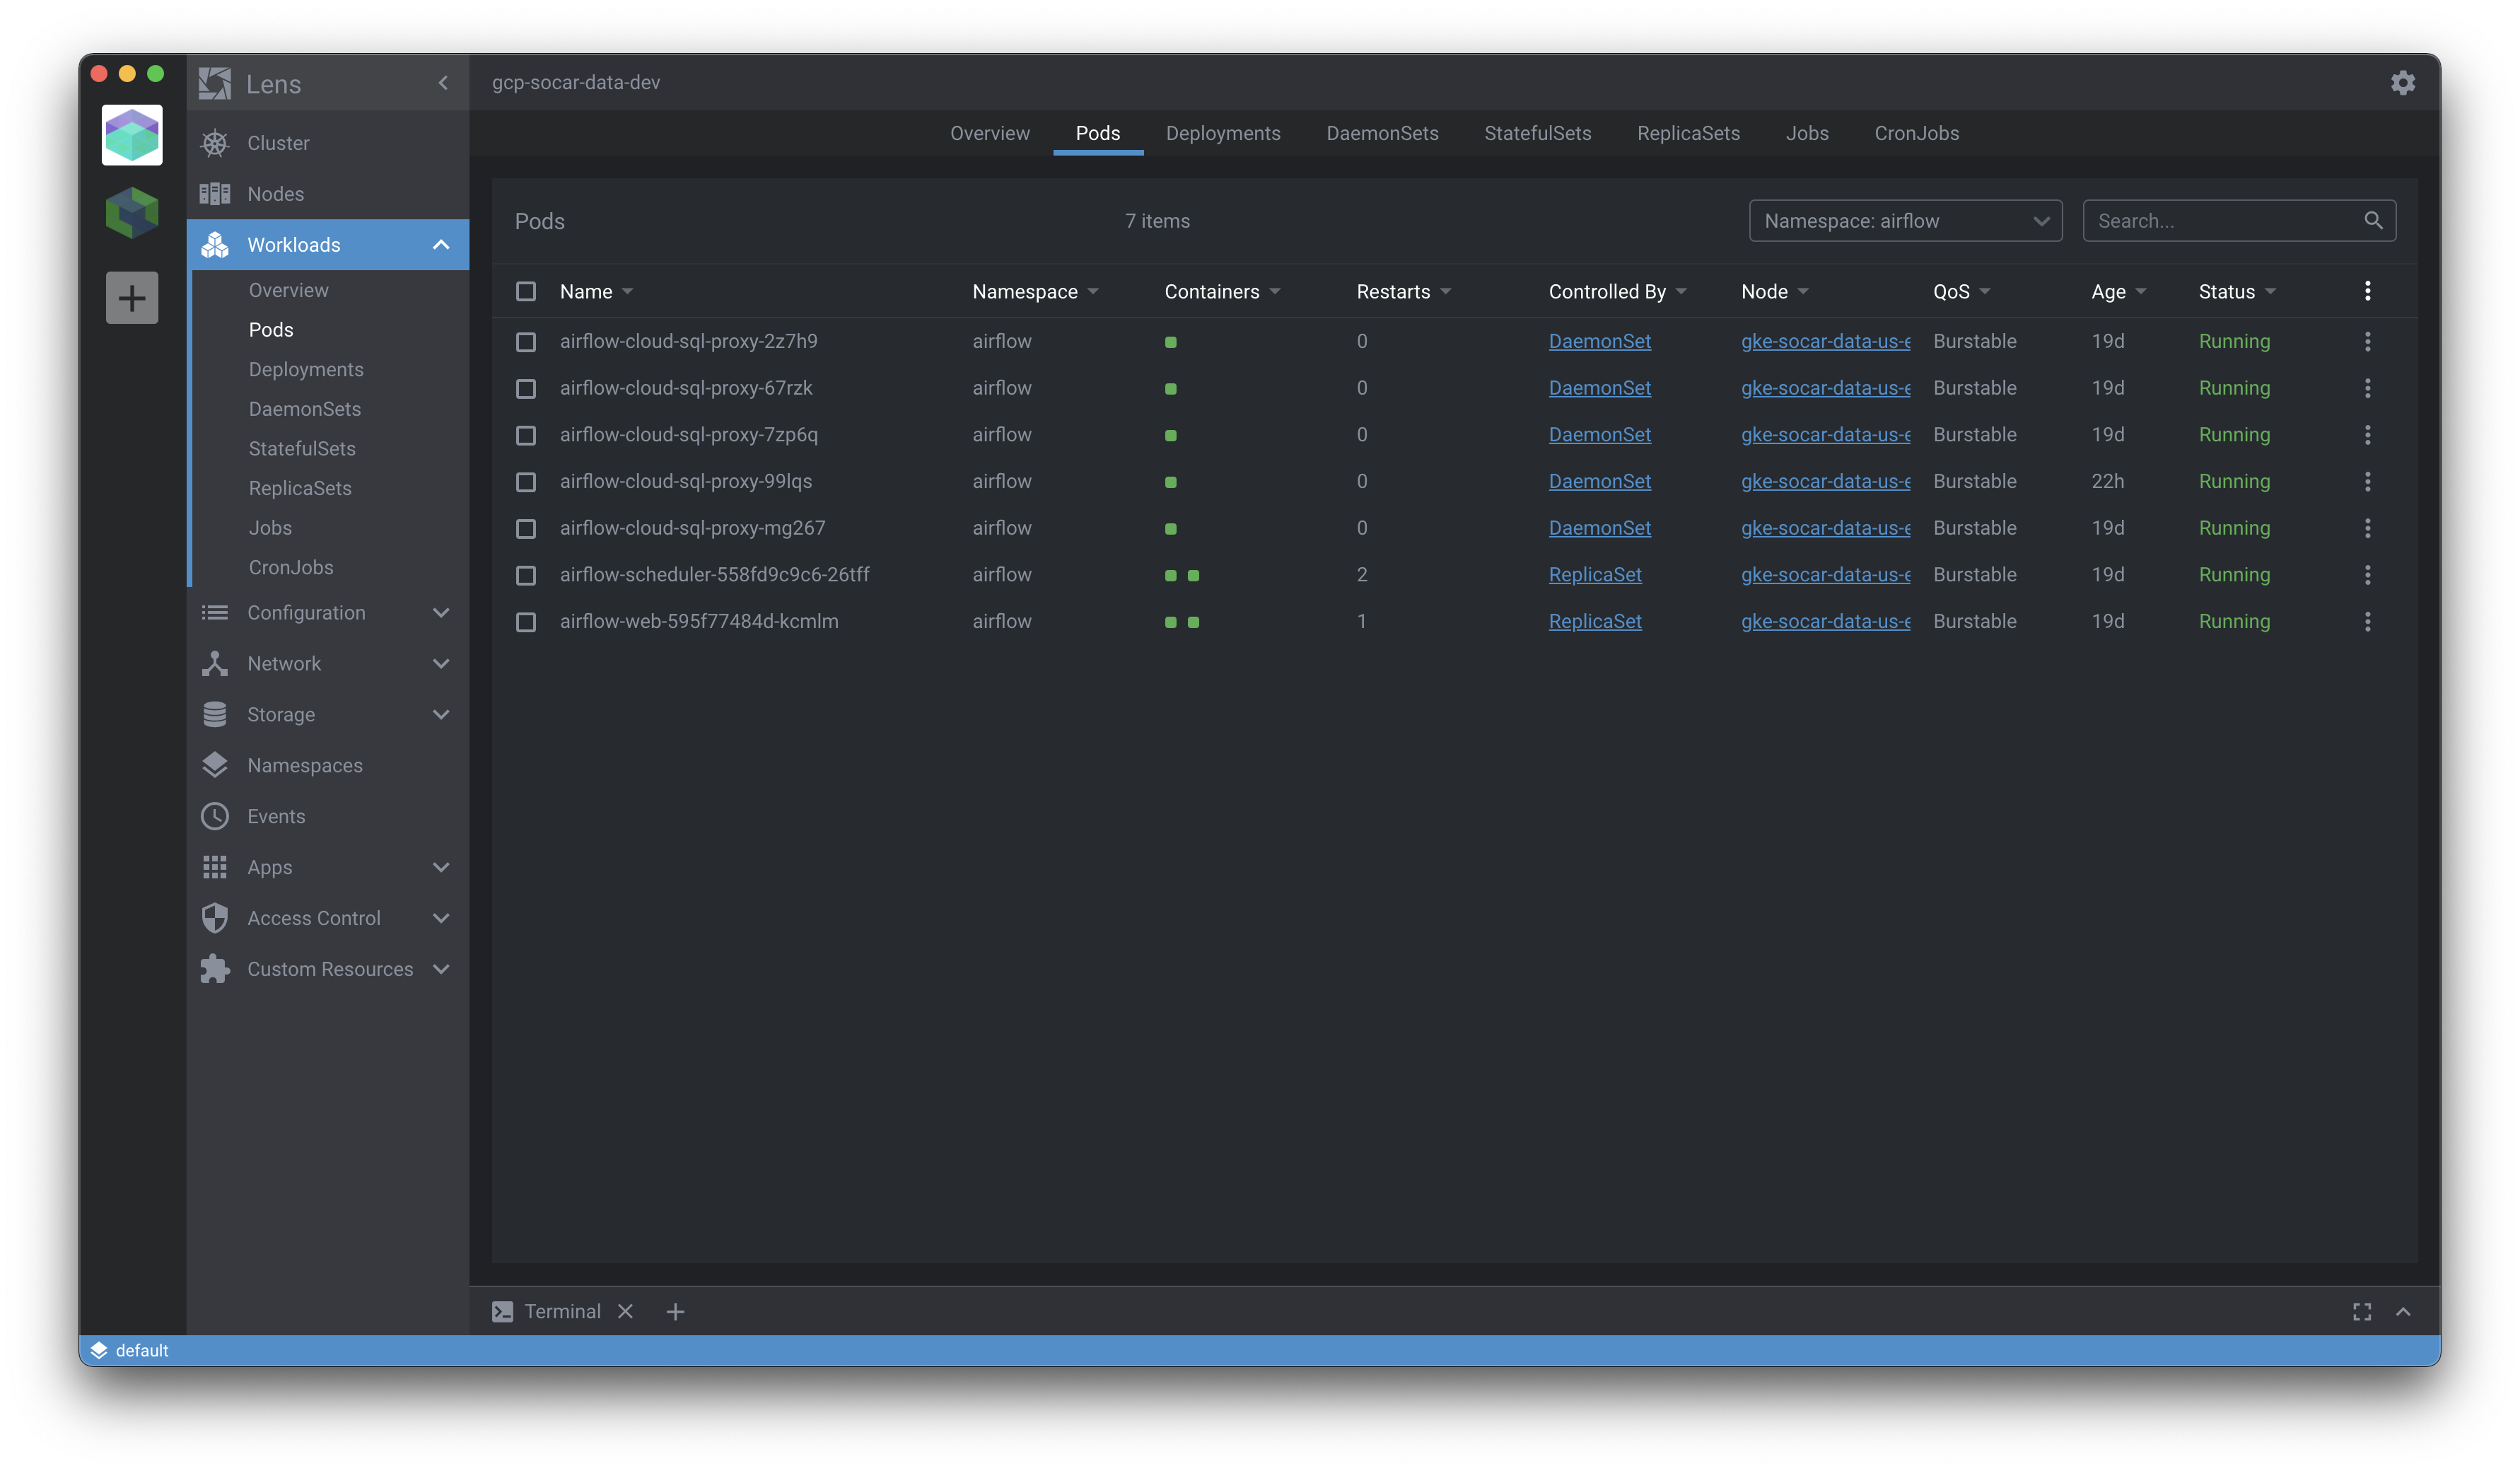 Lens
gcp-socar-data-dev
Cluster
Nodes
Workloads
Overview
Pods
Deployments
DaemonSets
StatefulSets
ReplicaSets
Jobs
CronJobs
Configuration
Network
Storage
Namespaces
Events
Apps
Access Control
Custom Resources
Overview Pods Deployments DaemonSets StatefulSets ReplicaSets Jobs CronJobs
Pods 7 items Namespace: airflow Search...
Name Namespace Containers Restarts Controlled By Node QoS Age Status
airflow-cloud-sql-proxy-2z7h9 airflow 0 DaemonSet gke-socar-data-us-e Burstable 19d Running
airflow-cloud-sql-proxy-67rzk airflow 0 DaemonSet gke-socar-data-us-e Burstable 19d Running
airflow-cloud-sql-proxy-7zp6q airflow 0 DaemonSet gke-socar-data-us-e Burstable 19d Running
airflow-cloud-sql-proxy-99lqs airflow 0 DaemonSet gke-socar-data-us-e Burstable 22h Running
airflow-cloud-sql-proxy-mg267 airflow 0 DaemonSet gke-socar-data-us-e Burstable 19d Running
airflow-scheduler-558fd9c9c6-26tff airflow 2 ReplicaSet gke-socar-data-us-e Burstable 19d Running
airflow-web-595f77484d-kcmlm airflow 1 ReplicaSet gke-socar-data-us-e Burstable 19d Running
Terminal
default